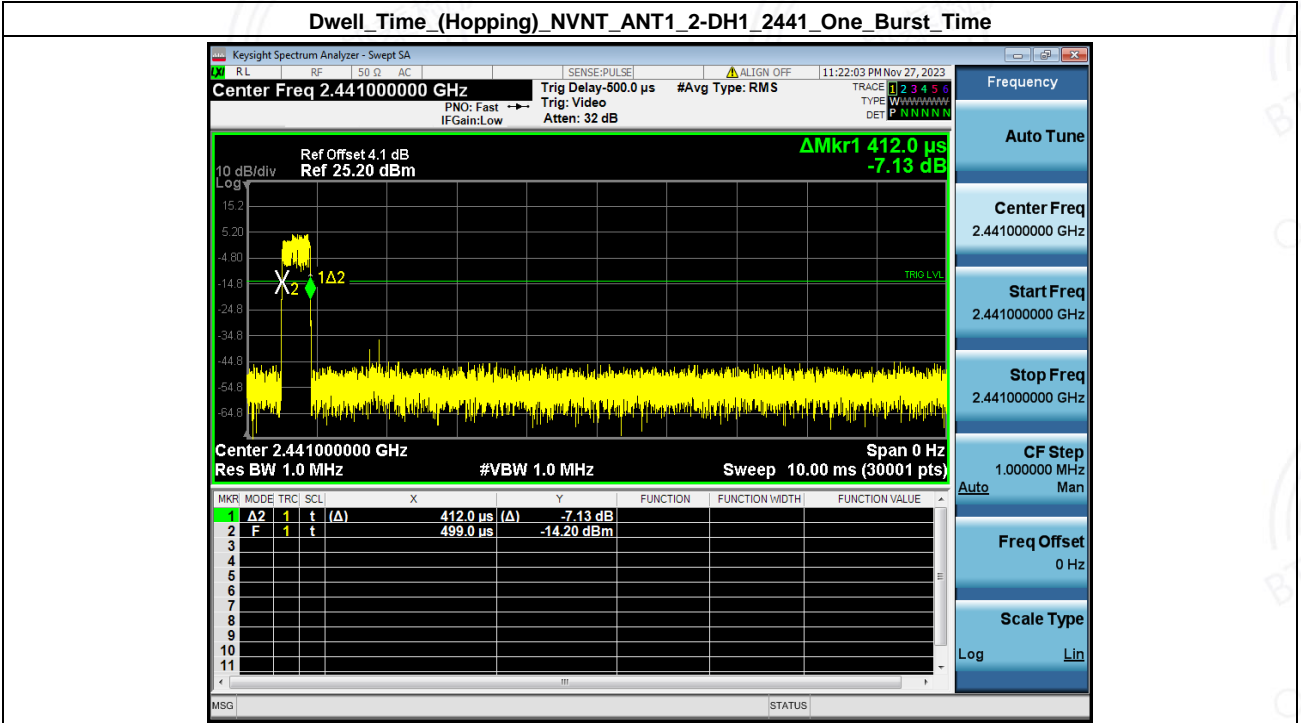 Dwell_Time_(Hopping)_NVNT_ANT1_2-DH1_2441_One_Burst_Time
Keysight Spectrum Analyzer - Swept SA
LXI RL RF 50 Ω AC SENSE:PULSE ALIGN OFF 11:22:03 PM Nov 27, 2023
Center Freq 2.441000000 GHz
PNO: Fast
IFGain:Low
Trig Delay-500.0 µs
Trig: Video
Atten: 32 dB
#Avg Type: RMS
TRACE 1 2 3 4 5 6
TYPE WWWWWWW
DET P N N N N N
ΔMkr1 412.0 µs
-7.13 dB
Ref Offset 4.1 dB
10 dB/div Ref 25.20 dBm
Log
15.2
5.20
-4.80
-14.8
-24.8
-34.8
-44.8
-54.8
-64.8
X2
1Δ2
TRIG LVL
Center 2.441000000 GHz Span 0 Hz
Res BW 1.0 MHz #VBW 1.0 MHz Sweep 10.00 ms (30001 pts)
MKR MODE TRC SCL X Y FUNCTION FUNCTION WIDTH FUNCTION VALUE
1 Δ2 1 t (Δ) 412.0 µs (Δ) -7.13 dB
2 F 1 t 499.0 µs -14.20 dBm
3
4
5
6
7
8
9
10
11
MSG STATUS
Frequency
Auto Tune
Center Freq
2.441000000 GHz
Start Freq
2.441000000 GHz
Stop Freq
2.441000000 GHz
CF Step
1.000000 MHz
Auto Man
Freq Offset
0 Hz
Scale Type
Log Lin